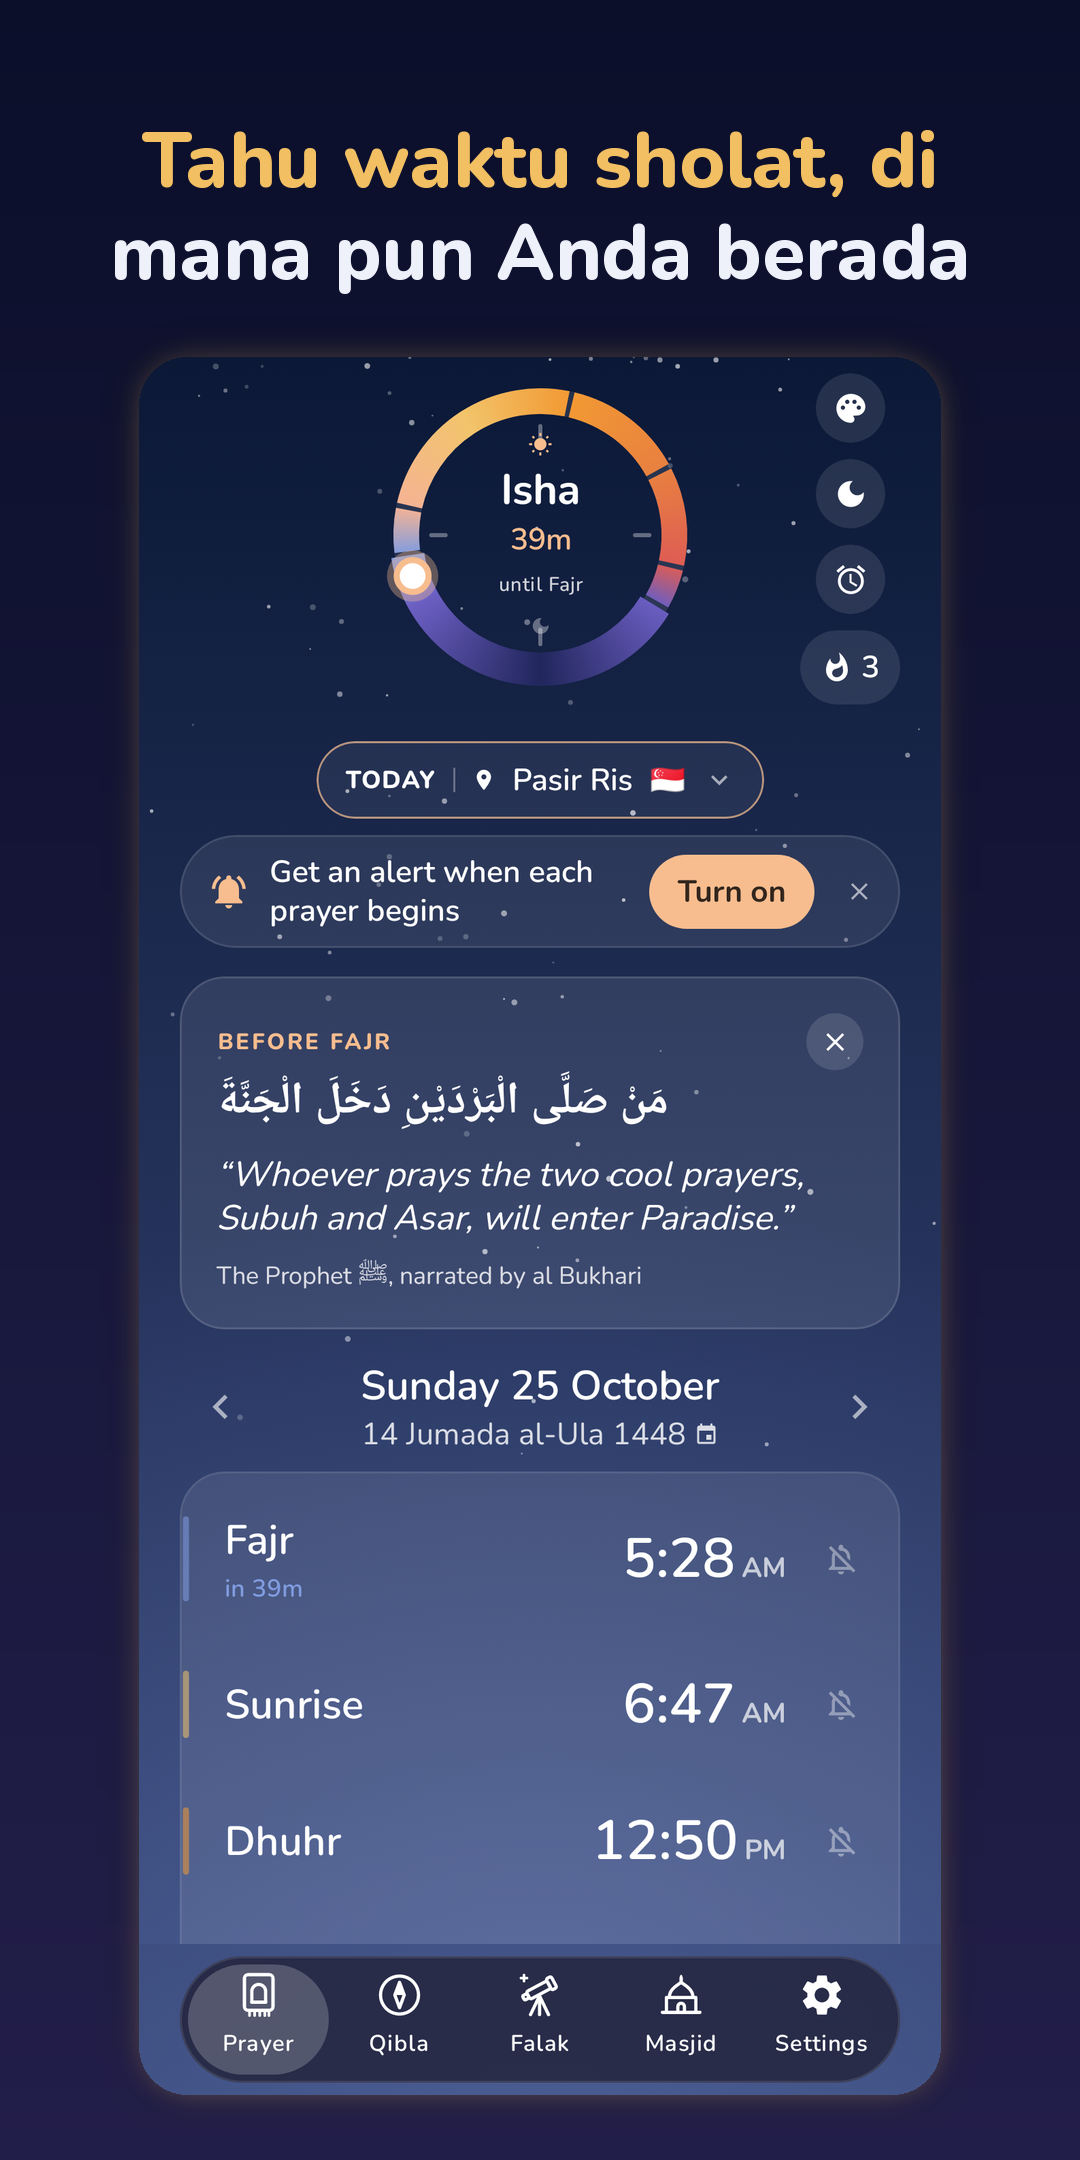 Tahu waktu sholat, di
mana pun Anda berada
Isha
39m
until Fajr
3
TODAY | Pasir Ris
Get an alert when each
prayer begins
Turn on
BEFORE FAJR
مَنْ صَلَّى الْبَرْدَيْنِ دَخَلَ الْجَنَّةَ
“Whoever prays the two cool prayers,
Subuh and Asar, will enter Paradise.”
The Prophet ﷺ, narrated by al Bukhari
Sunday 25 October
14 Jumada al-Ula 1448
Fajr
5:28 AM
in 39m
Sunrise
6:47 AM
Dhuhr
12:50 PM
Prayer
Qibla
Falak
Masjid
Settings